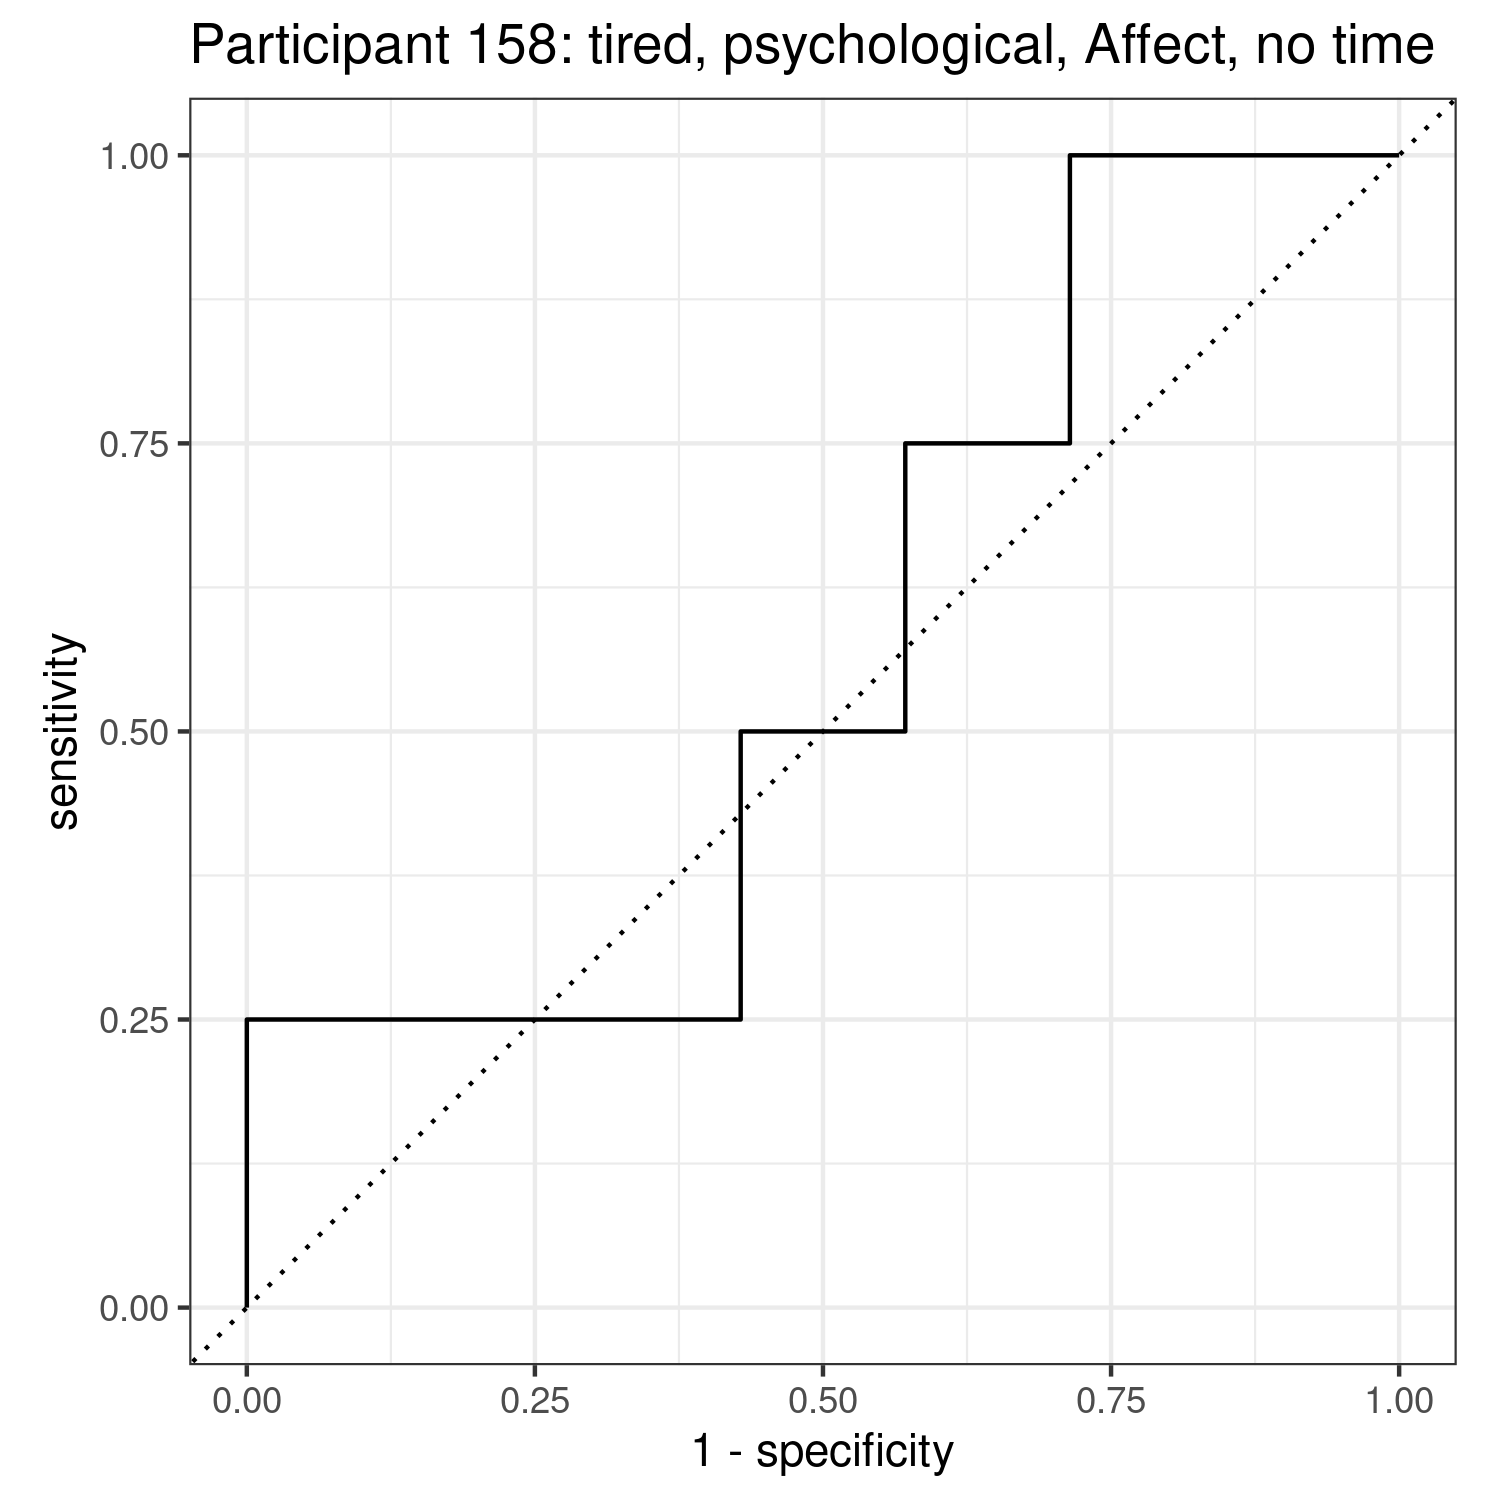 Participant 158: tired, psychological, Affect, no time
1.00
0.75
0.50
0.25
0.00
sensitivity
0.00 0.25 0.50 0.75 1.00
1 - specificity